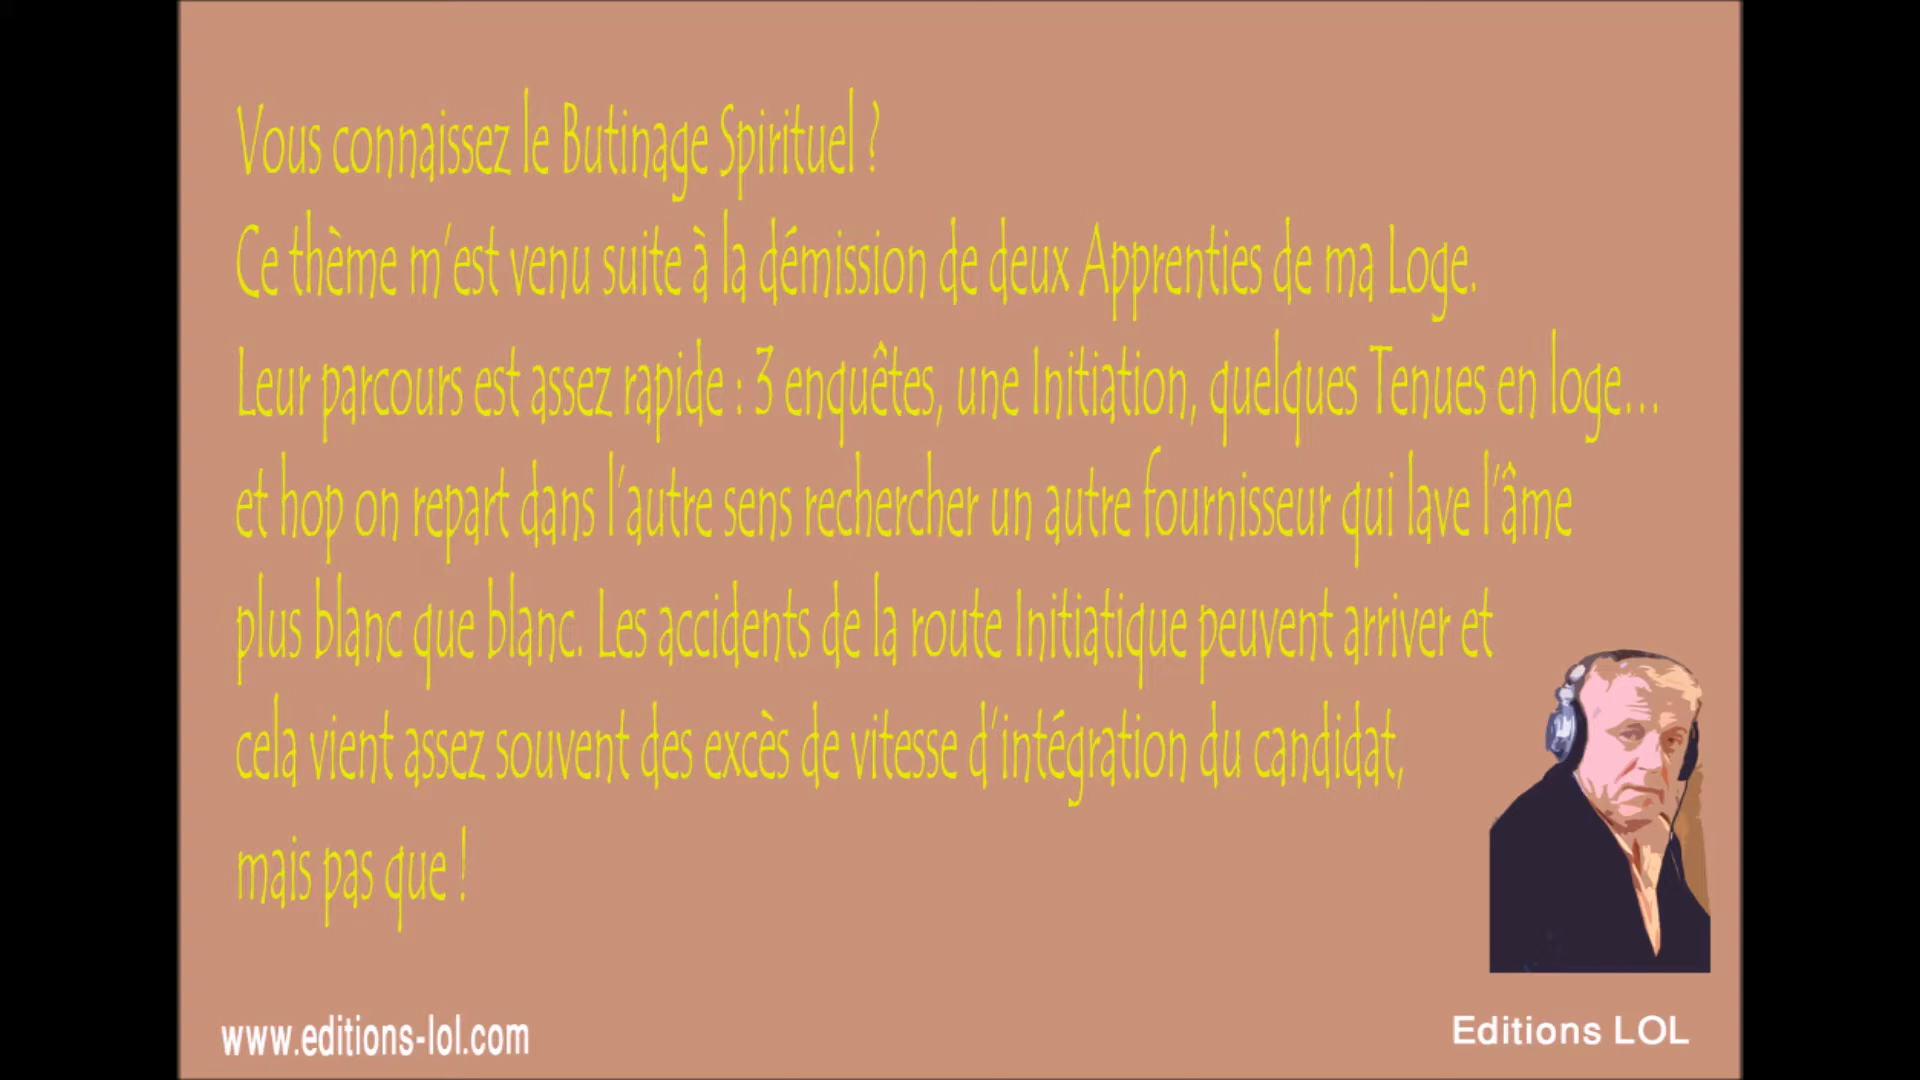 Vous connaissez le Butinage Spirituel ?
Ce thème m'est venu suite à la démission de deux Apprenties de ma Loge.
Leur parcours est assez rapide : 3 enquêtes, une Initiation, quelques Tenues en loge...
et hop on repart dans l'autre sens rechercher un autre fournisseur qui lave l'âme
plus blanc que blanc. Les accidents de la route Initiatique peuvent arriver et
cela vient assez souvent des excès de vitesse d'intégration du candidat,
mais pas que !
www.editions-lol.com
Editions LOL